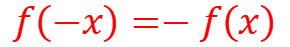 f(−x) =− f(x)